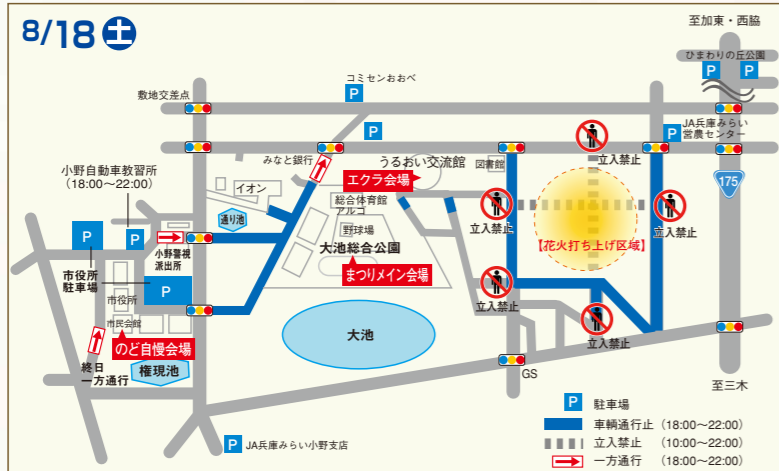 8/18 土
至加東・西脇
ひまわりの丘公園
P P
コミセンおおべ
P
敷地交差点
P
JA兵庫みらい
営農センター
P
みなと銀行
うるおい交流館
図書館
立入禁止
175
小野自動車教習所
(18:00〜22:00)
イオン
エクラ会場
総合体育館
アルゴ
通り池
野球場
立入禁止
立入禁止
【花火打ち上げ区域】
P
P
小野警視
派出所
大池総合公園
まつりメイン会場
市役所
駐車場
P
市役所
立入禁止
市民会館
のど自慢会場
大池
立入禁止
終日
一方通行
権現池
GS
至三木
P 駐車場
車輌通行止 (18:00〜22:00)
立入禁止 (10:00〜22:00)
一方通行 (18:00〜22:00)
P JA兵庫みらい小野支店